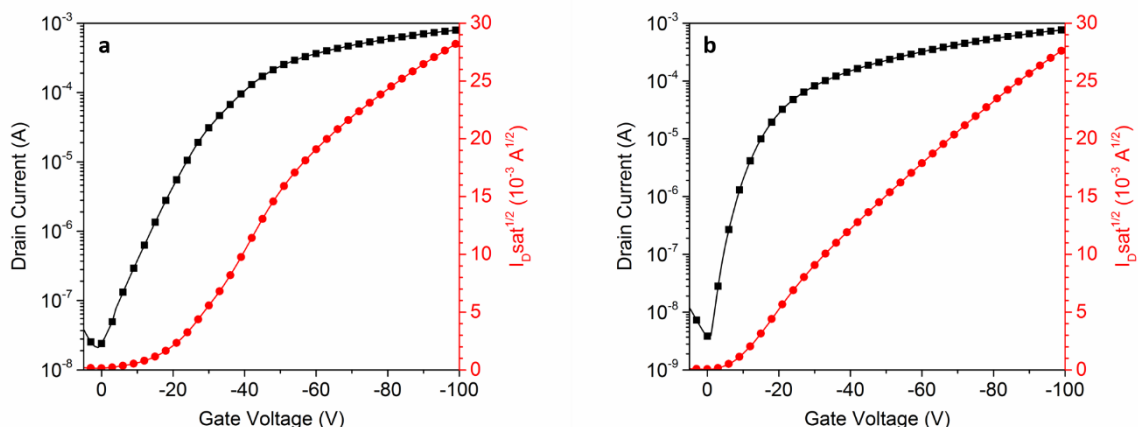 a
10⁻³
10⁻⁴
10⁻⁵
10⁻⁶
10⁻⁷
10⁻⁸
Drain Current (A)
30
25
20
15
10
5
0
I_Dsat^1/2 (10⁻³ A^1/2)
0 -20 -40 -60 -80 -100
Gate Voltage (V)
b
10⁻³
10⁻⁴
10⁻⁵
10⁻⁶
10⁻⁷
10⁻⁸
10⁻⁹
Drain Current (A)
30
25
20
15
10
5
0
I_Dsat^1/2 (10⁻³ A^1/2)
0 -20 -40 -60 -80 -100
Gate Voltage (V)